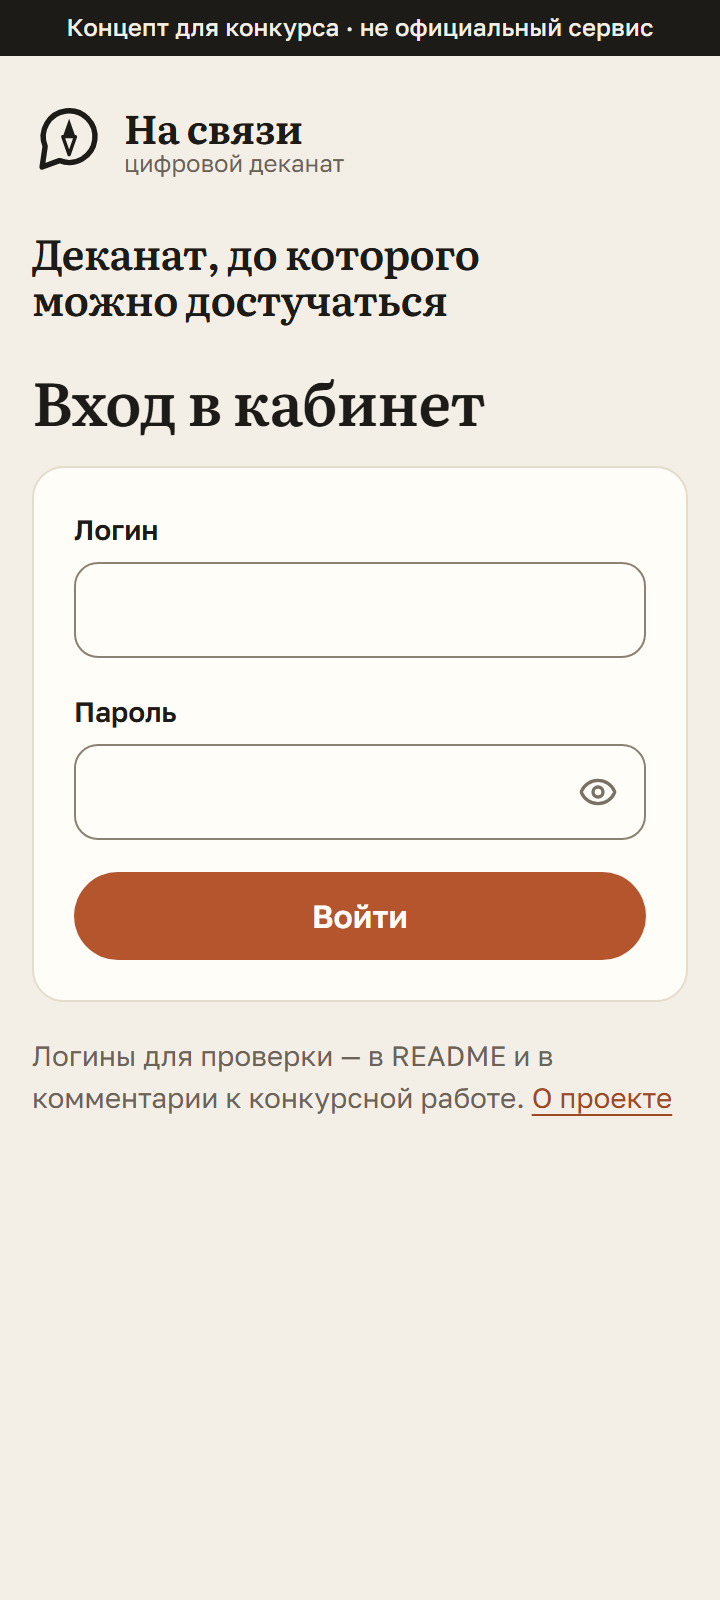 Концепт для конкурса · не официальный сервис
На связи
цифровой деканат
Деканат, до которого
можно достучаться
Вход в кабинет
Логин
Пароль
Войти
Логины для проверки — в README и в
комментарии к конкурсной работе. О проекте